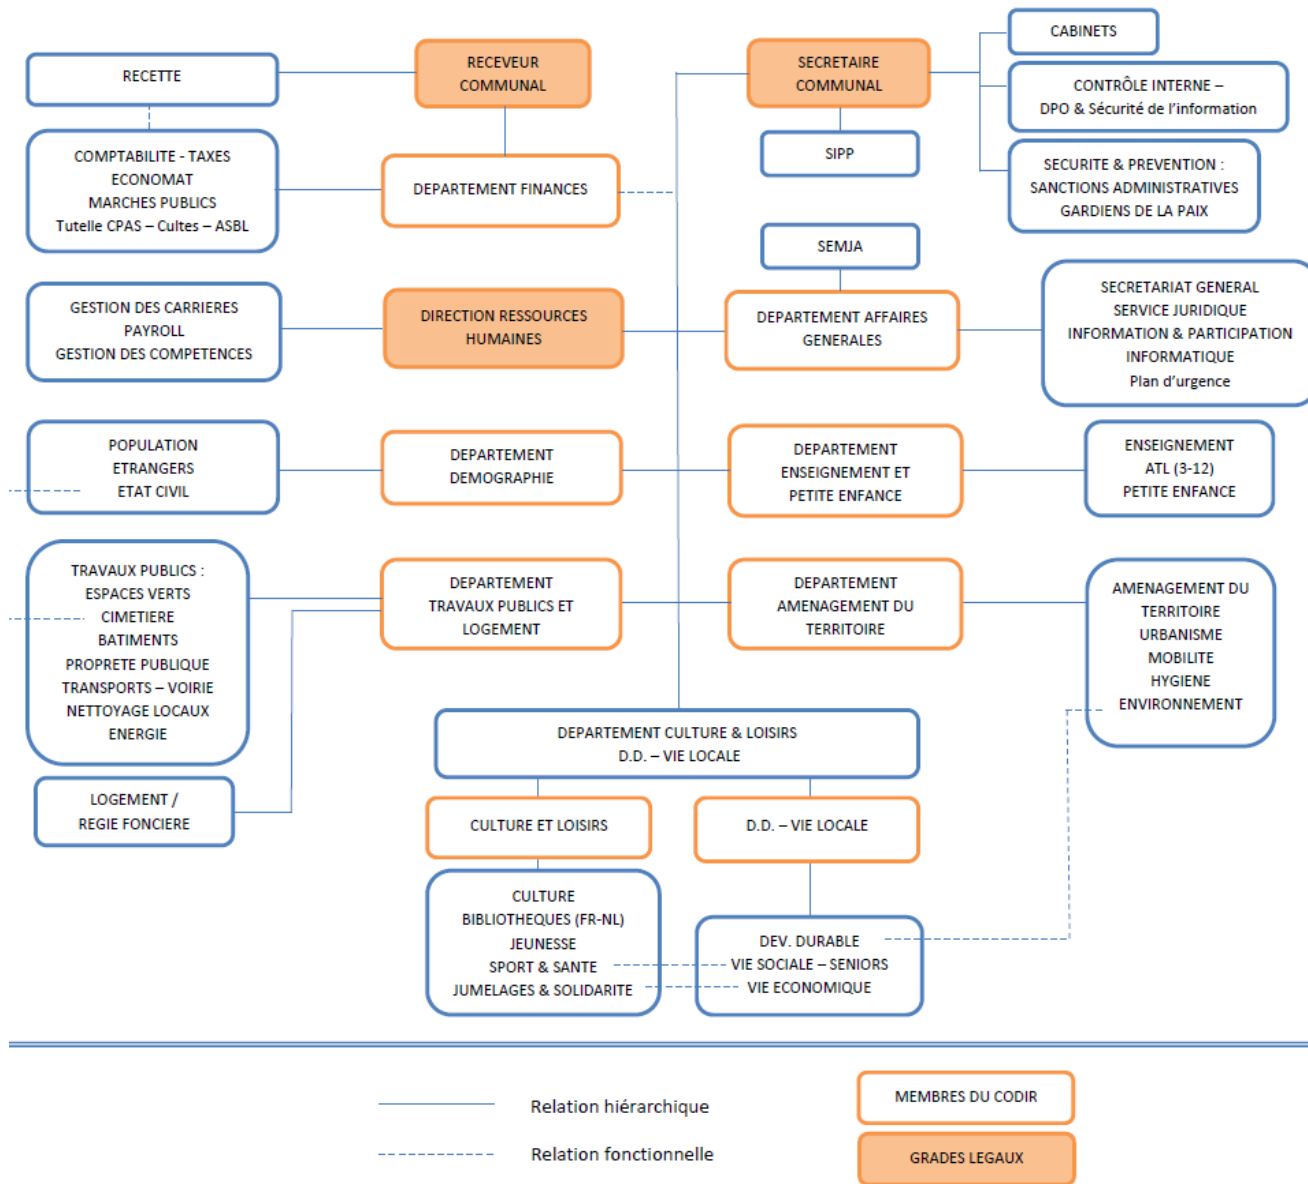 RECETTE
RECEVEUR
COMMUNAL
SECRETAIRE
COMMUNAL
CABINETS
CONTRÔLE INTERNE –
DPO & Sécurité de l’information
SECURITE & PREVENTION :
SANCTIONS ADMINISTRATIVES
GARDIENS DE LA PAIX
SIPP
COMPTABILITE - TAXES
ECONOMAT
MARCHES PUBLICS
Tutelle CPAS – Cultes – ASBL
DEPARTEMENT FINANCES
SEMJA
GESTION DES CARRIERES
PAYROLL
GESTION DES COMPETENCES
DIRECTION RESSOURCES
HUMAINES
DEPARTEMENT AFFAIRES
GENERALES
SECRETARIAT GENERAL
SERVICE JURIDIQUE
INFORMATION & PARTICIPATION
INFORMATIQUE
Plan d’urgence
POPULATION
ETRANGERS
ETAT CIVIL
DEPARTEMENT
DEMOGRAPHIE
DEPARTEMENT
ENSEIGNEMENT ET
PETITE ENFANCE
ENSEIGNEMENT
ATL (3-12)
PETITE ENFANCE
TRAVAUX PUBLICS :
ESPACES VERTS
CIMETIERE
BATIMENTS
PROPRETE PUBLIQUE
TRANSPORTS – VOIRIE
NETTOYAGE LOCAUX
ENERGIE
DEPARTEMENT
TRAVAUX PUBLICS ET
LOGEMENT
DEPARTEMENT
AMENAGEMENT DU
TERRITOIRE
AMENAGEMENT DU
TERRITOIRE
URBANISME
MOBILITE
HYGIENE
ENVIRONNEMENT
LOGEMENT /
REGIE FONCIERE
DEPARTEMENT CULTURE & LOISIRS
D.D. – VIE LOCALE
CULTURE ET LOISIRS
D.D. – VIE LOCALE
CULTURE
BIBLIOTHEQUES (FR-NL)
JEUNESSE
SPORT & SANTE
JUMELAGES & SOLIDARITE
DEV. DURABLE
VIE SOCIALE – SENIORS
VIE ECONOMIQUE
Relation hiérarchique
MEMBRES DU CODIR
Relation fonctionnelle
GRADES LEGAUX